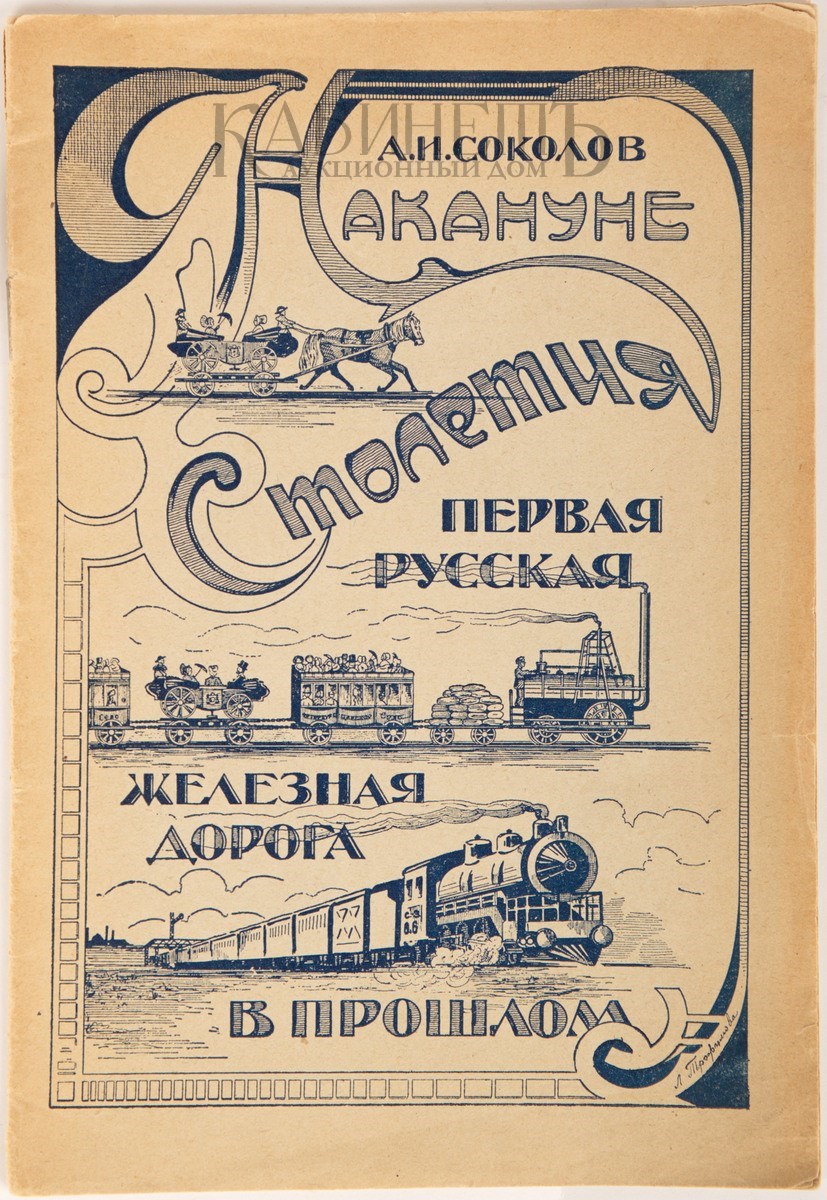 КАБИНЕТЪ
АУКЦИОННЫЙ ДОМ
А.И.СОКОЛОВ
НАКАНУНЕ
СТОЛЕТИЯ
ПЕРВАЯ
РУССКАЯ
ЖЕЛЕЗНАЯ
ДОРОГА
В ПРОШЛОМ